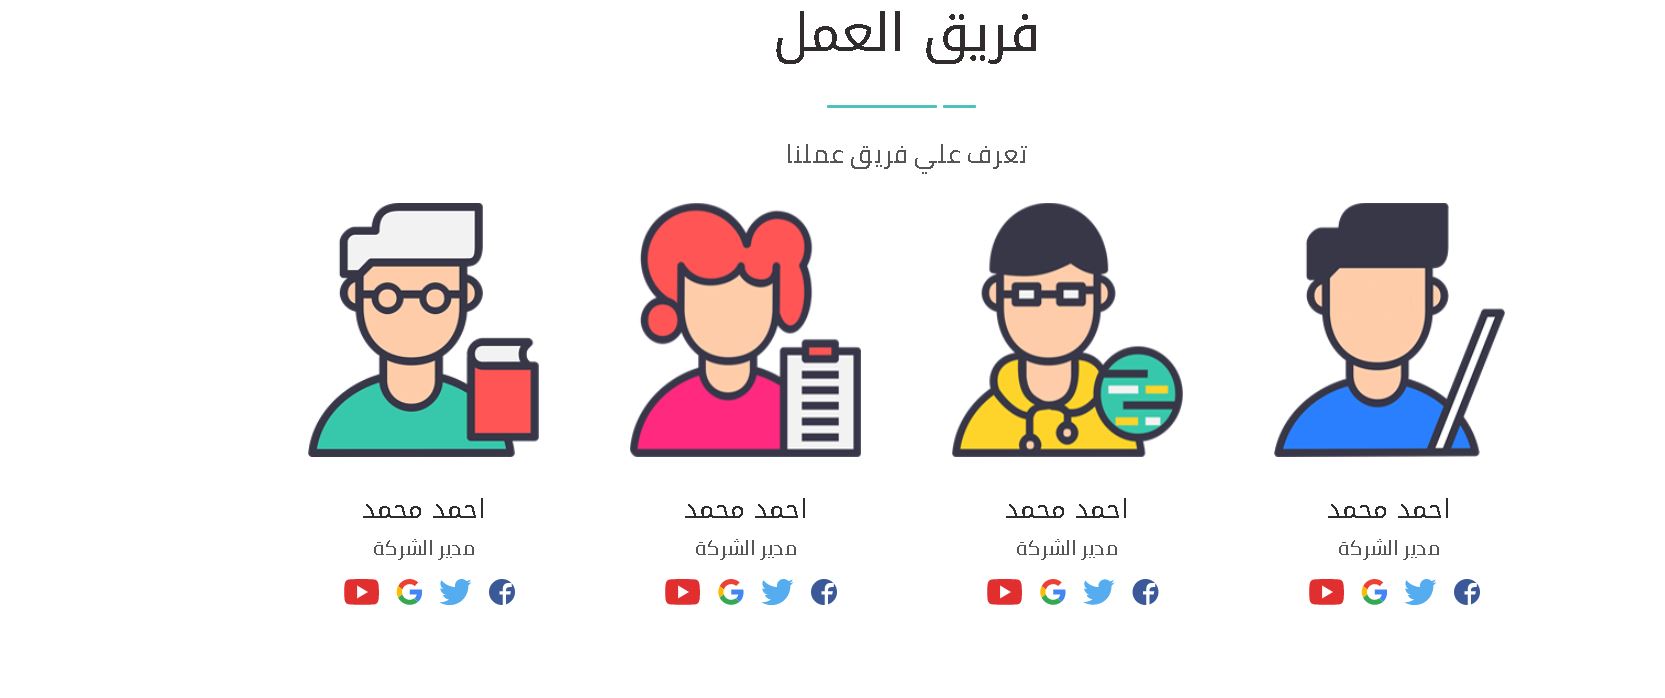 فريق العمل
تعرف علي فريق عملنا
احمد محمد
مدير الشركة
احمد محمد
مدير الشركة
احمد محمد
مدير الشركة
احمد محمد
مدير الشركة